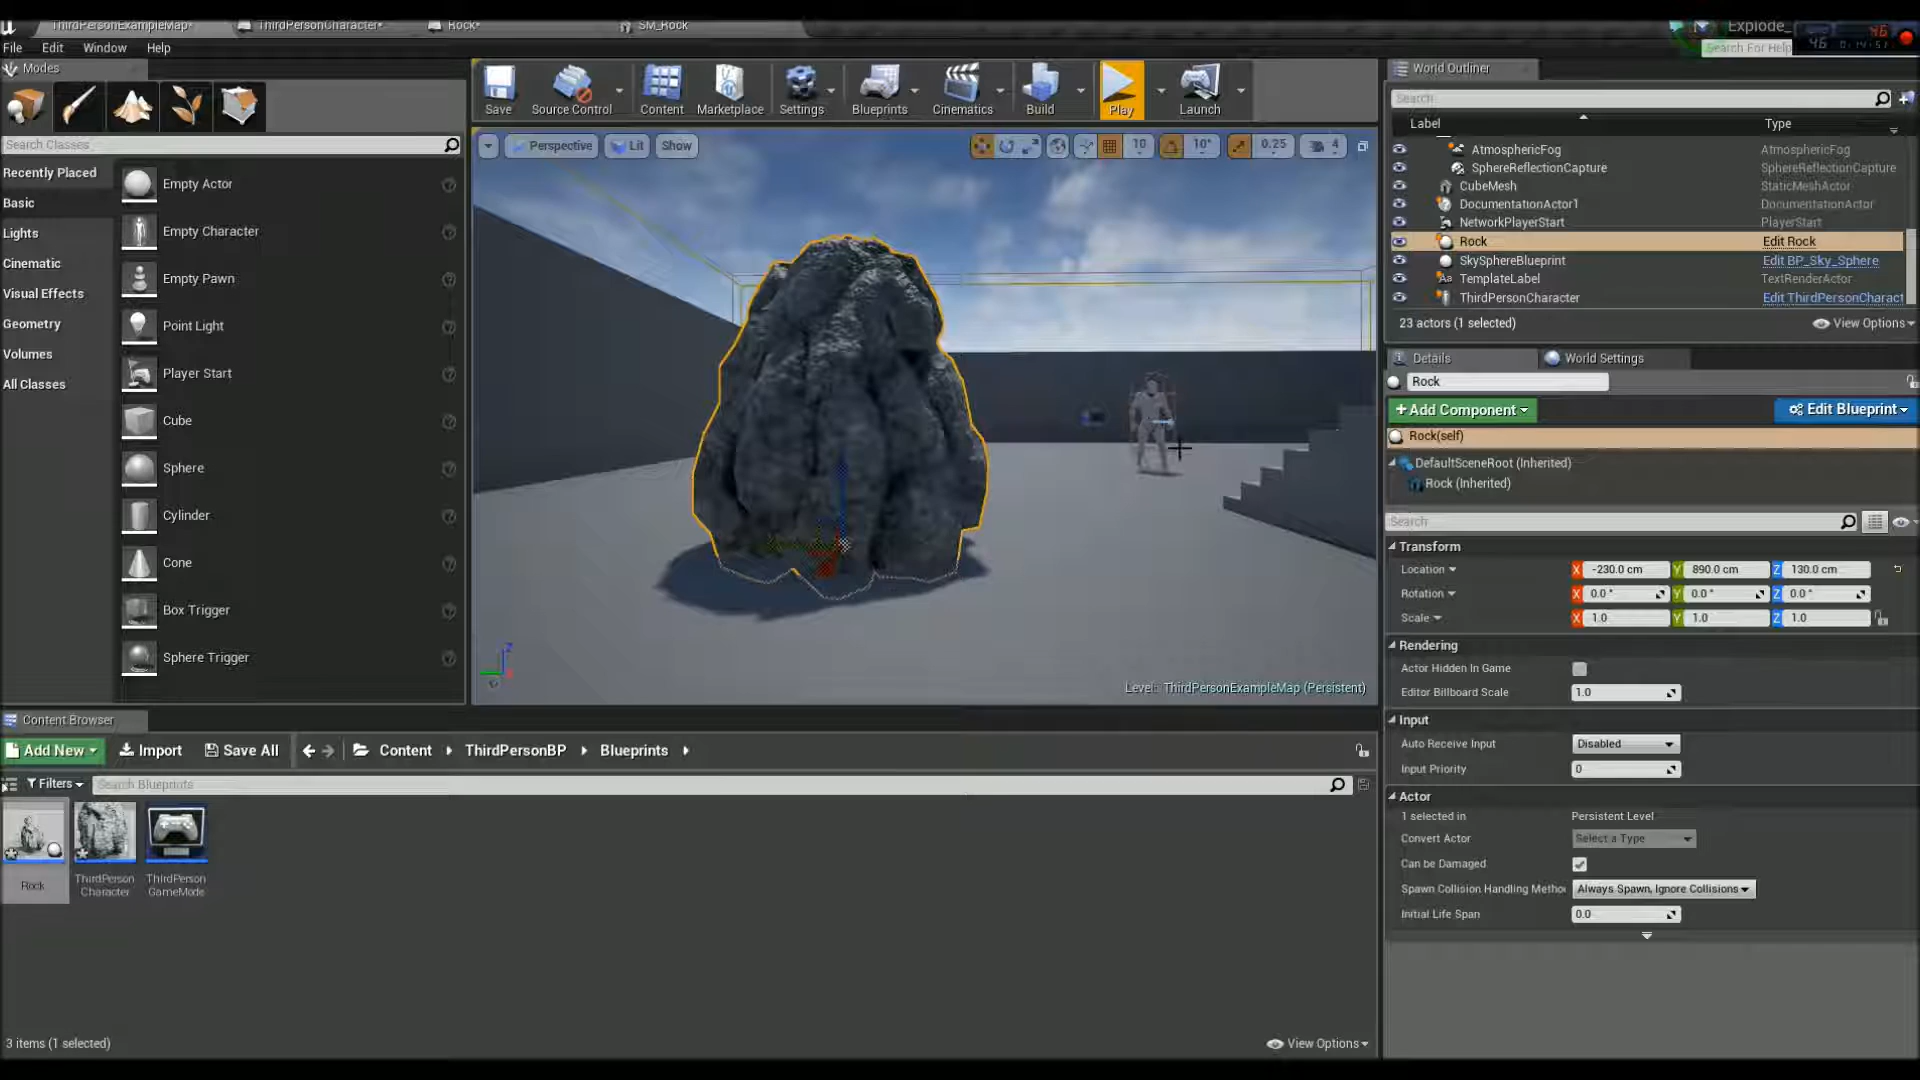 ThirdPersonExampleMap*
ThirdPersonCharacter*
Rock*
SM_Rock
Explode_
46
46
File
Edit
Window
Help
Search For Help
Modes
Search Classes
Recently Placed
Basic
Lights
Cinematic
Visual Effects
Geometry
Volumes
All Classes
Empty Actor
Empty Character
Empty Pawn
Point Light
Player Start
Cube
Sphere
Cylinder
Cone
Box Trigger
Sphere Trigger
Save
Source Control
Content
Marketplace
Settings
Blueprints
Cinematics
Build
Play
Launch
Perspective
Lit
Show
10
10°
0.25
4
Level: ThirdPersonExampleMap (Persistent)
World Outliner
Search
Label
Type
AtmosphericFog AtmosphericFog
SphereReflectionCapture SphereReflectionCapture
CubeMesh StaticMeshActor
DocumentationActor1 DocumentationActor
NetworkPlayerStart PlayerStart
Rock Edit Rock
SkySphereBlueprint Edit BP_Sky_Sphere
TemplateLabel TextRenderActor
ThirdPersonCharacter Edit ThirdPersonCharact
23 actors (1 selected)
View Options
Details
World Settings
Rock
+Add Component
Edit Blueprint
Rock(self)
DefaultSceneRoot (Inherited)
Rock (Inherited)
Search
Transform
Location X -230.0 cm Y 890.0 cm Z 130.0 cm
Rotation X 0.0° Y 0.0° Z 0.0°
Scale X 1.0 Y 1.0 Z 1.0
Rendering
Actor Hidden In Game
Editor Billboard Scale 1.0
Input
Auto Receive Input Disabled
Input Priority 0
Actor
1 selected in Persistent Level
Convert Actor Select a Type
Can be Damaged
Spawn Collision Handling Metho Always Spawn, Ignore Collisions
Initial Life Span 0.0
Content Browser
Add New
Import
Save All
Content
ThirdPersonBP
Blueprints
Filters
Search Blueprints
Rock
ThirdPerson
Character
ThirdPerson
GameMode
3 items (1 selected)
View Options